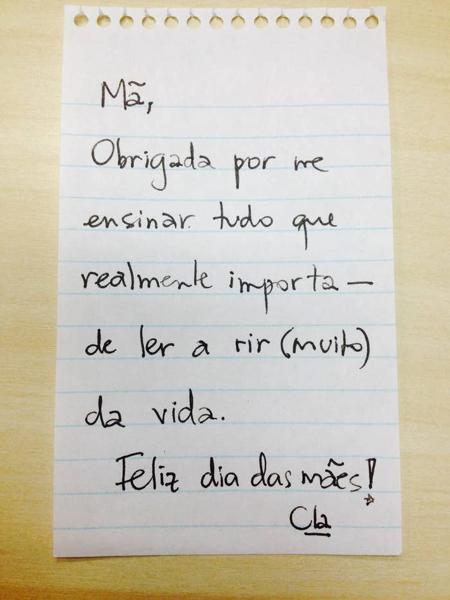 Mã,
Obrigada por me
ensinar tudo que
realmente importa —
de ler a rir (muito)
da vida.
Feliz dia das mães!
Cla